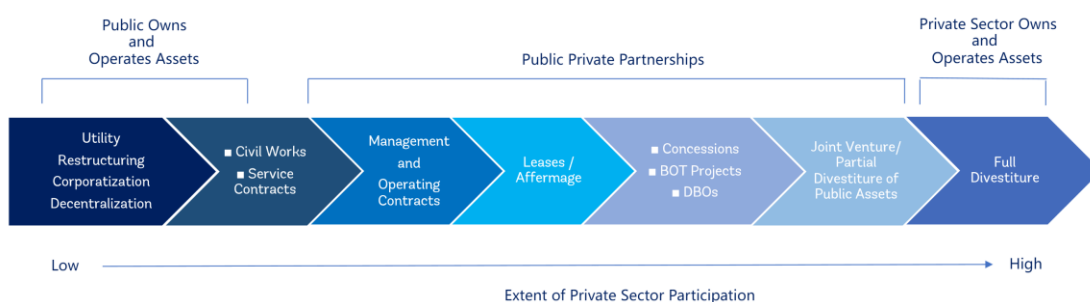 Public Owns
and
Operates Assets
Public Private Partnerships
Private Sector Owns
and
Operates Assets
Utility
Restructuring
Corporatization
Decentralization
▪ Civil Works
▪ Service
Contracts
Management
and
Operating
Contracts
Leases /
Affermage
▪ Concessions
▪ BOT Projects
▪ DBOs
Joint Venture/
Partial
Divestiture of
Public Assets
Full
Divestiture
Low
High
Extent of Private Sector Participation